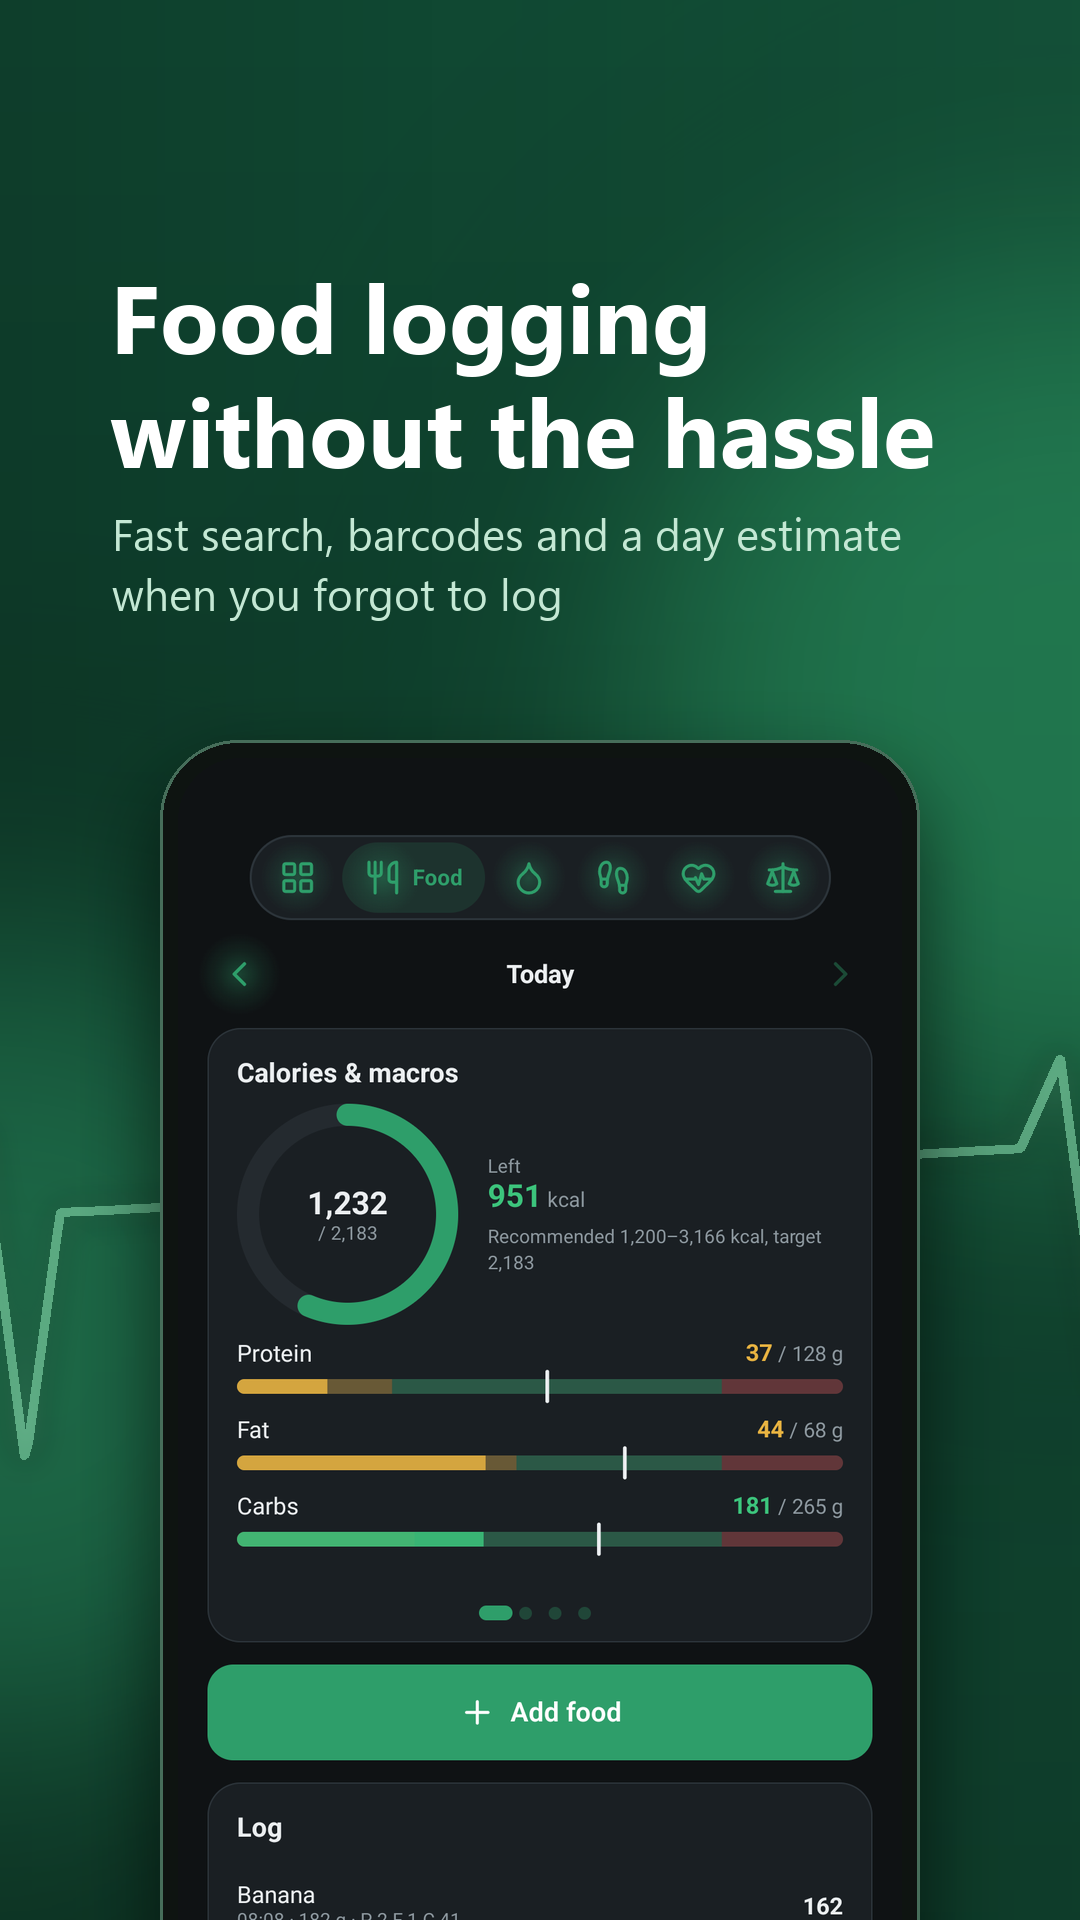 Food logging
without the hassle
Fast search, barcodes and a day estimate
when you forgot to log
Food
Today
Calories & macros
1,232
/ 2,183
Left
951 kcal
Recommended 1,200–3,166 kcal, target
2,183
Protein
37 / 128 g
Fat
44 / 68 g
Carbs
181 / 265 g
Add food
Log
Banana
162